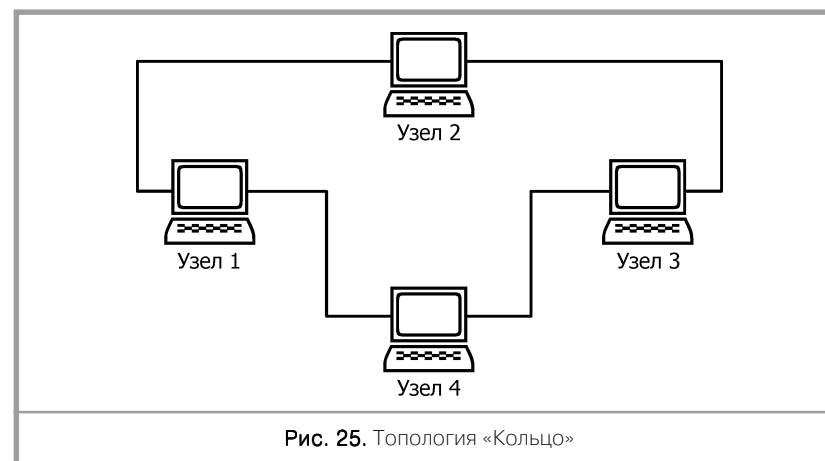 Узел 2
Узел 1
Узел 3
Узел 4
Рис. 25. Топология «Кольцо»